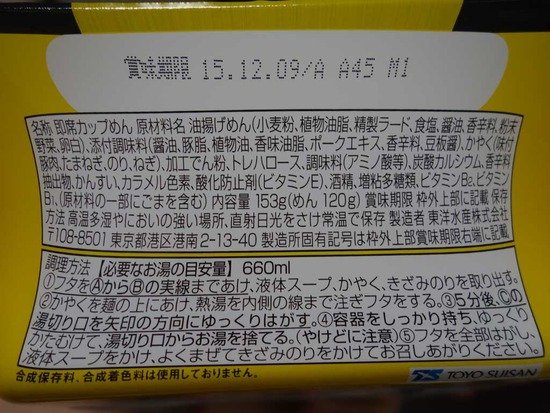 賞味期限 15.12.09/A A45 M1
名称 即席カップめん 原材料名 油揚げめん(小麦粉、植物油脂、精製ラード、食塩、醤油、香辛料、粉末
野菜、卵白)、添付調味料(醤油、豚脂、植物油、香味油脂、ポークエキス、香辛料、豆板醤)、かやく(味付
豚肉、たまねぎ、のり、ねぎ)、加工でん粉、トレハロース、調味料(アミノ酸等)、炭酸カルシウム、香辛料
抽出物、かんすい、カラメル色素、酸化防止剤(ビタミンE)、酒精、増粘多糖類、ビタミンB₂、ビタミン
B₁、(原材料の一部にごまを含む) 内容量 153g(めん 120g) 賞味期限 枠外上部に記載 保存
方法 高温多湿やにおいの強い場所、直射日光をさけ常温で保存 製造者 東洋水産株式会社
〒108-8501 東京都港区港南2-13-40 製造所固有記号は枠外上部賞味期限右端に記載
調理方法 【必要なお湯の目安量】 660ml
①フタをⒶからⒷの実線まであけ、液体スープ、かやく、きざみのりを取り出す。
②かやくを麺の上にあけ、熱湯を内側の線まで注ぎフタをする。③5分後、Ⓒの
湯切り口を矢印の方向にゆっくりはがす。④容器をしっかり持ち、ゆっくり
かたむけて、湯切り口からお湯を捨てる。(やけどに注意)⑤フタを全部はがし、
液体スープをかけ、よくまぜてきざみのりをかけてお召しあがりください。
合成保存料、合成着色料は使用しておりません。
TOYO SUISAN